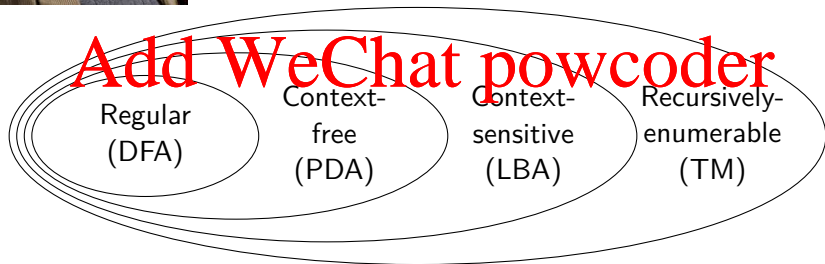 Add WeChat powcoder
Regular
(DFA)
Context-
free
(PDA)
Context-
sensitive
(LBA)
Recursively-
enumerable
(TM)